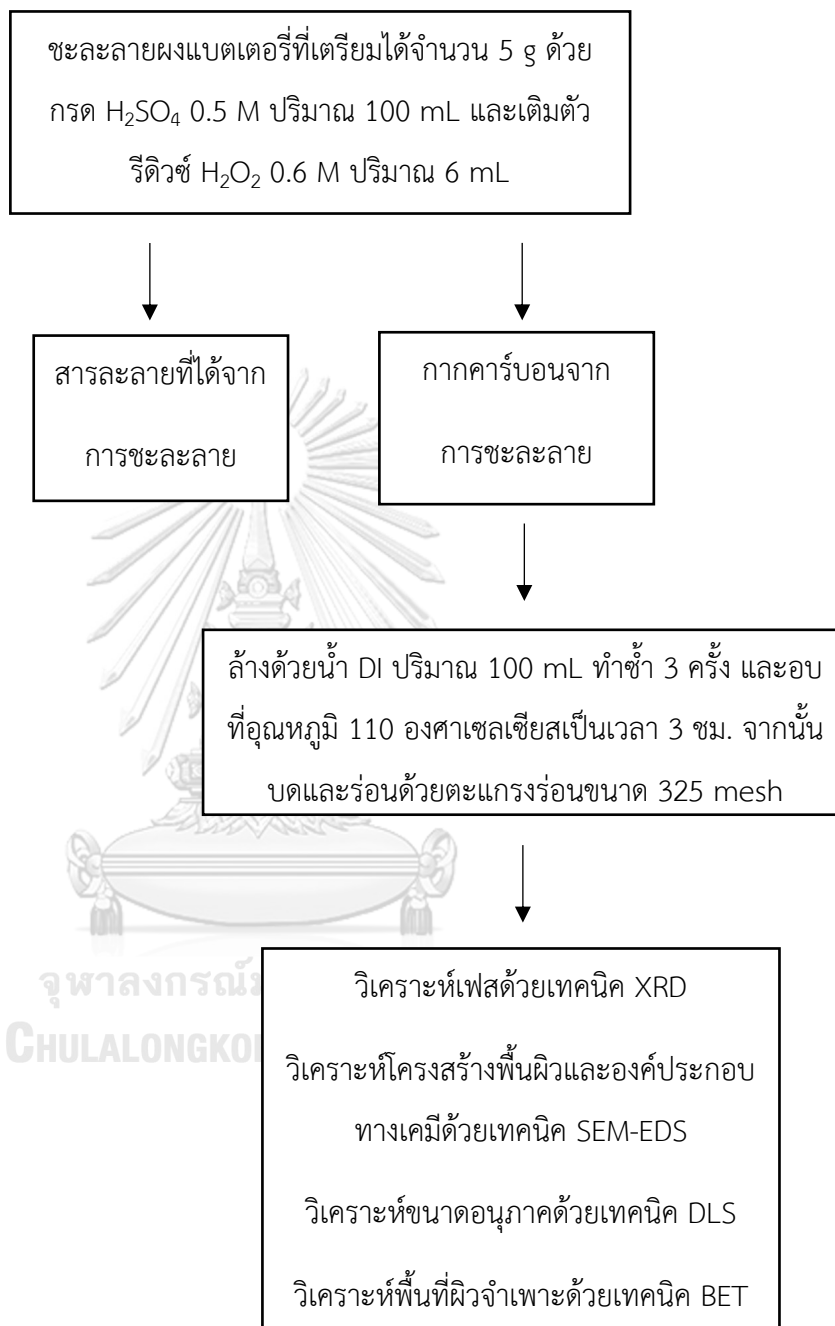 ชะละลายผงแบตเตอรี่ที่เตรียมได้จำนวน 5 g ด้วย
กรด H₂SO₄ 0.5 M ปริมาณ 100 mL และเติมตัว
รีดิวซ์ H₂O₂ 0.6 M ปริมาณ 6 mL
สารละลายที่ได้จาก
การชะละลาย
กากคาร์บอนจาก
การชะละลาย
ล้างด้วยน้ำ DI ปริมาณ 100 mL ทำซ้ำ 3 ครั้ง และอบ
ที่อุณหภูมิ 110 องศาเซลเซียสเป็นเวลา 3 ชม. จากนั้น
บดและร่อนด้วยตะแกรงร่อนขนาด 325 mesh
วิเคราะห์เฟสด้วยเทคนิค XRD
วิเคราะห์โครงสร้างพื้นผิวและองค์ประกอบ
ทางเคมีด้วยเทคนิค SEM-EDS
วิเคราะห์ขนาดอนุภาคด้วยเทคนิค DLS
วิเคราะห์พื้นที่ผิวจำเพาะด้วยเทคนิค BET
จุฬาลงกรณ์ม
CHULALONGKO